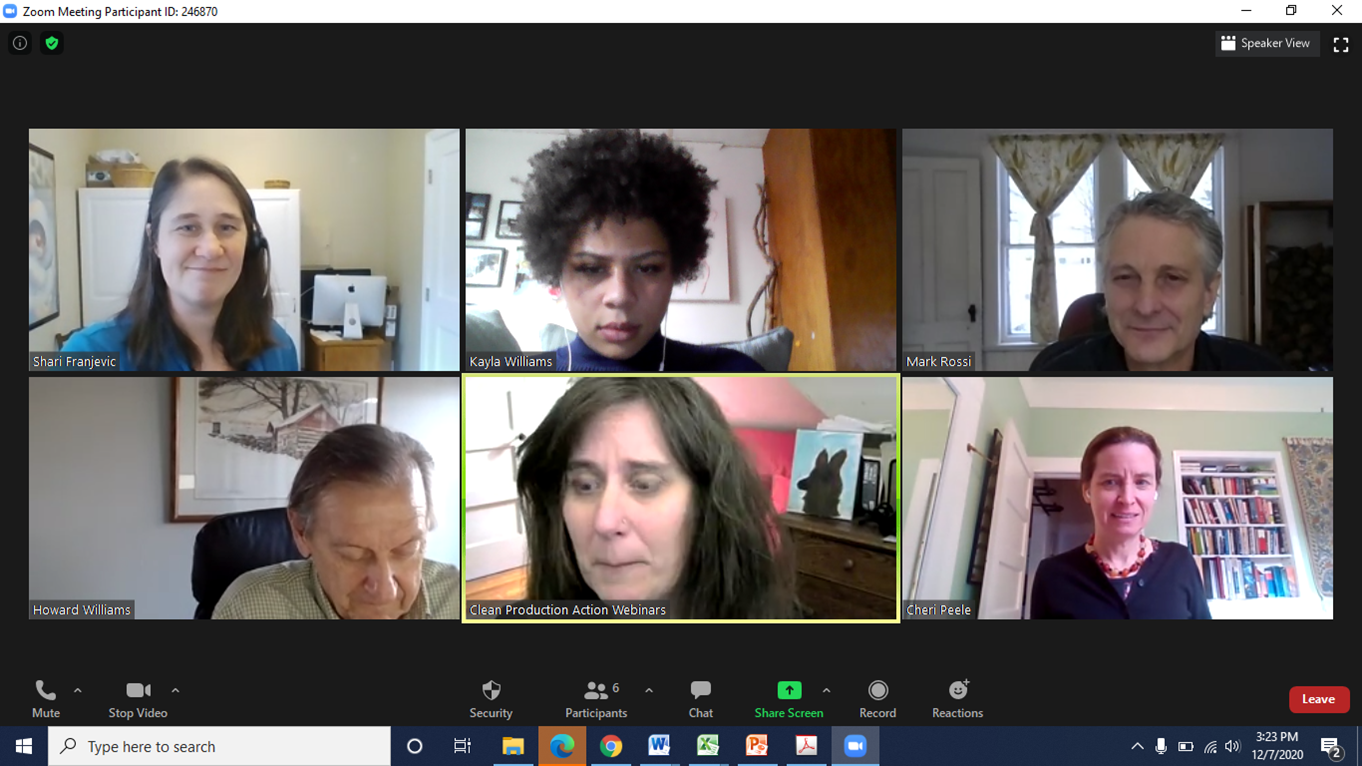 Zoom Meeting Participant ID: 246870
Speaker View
Shari Franjevic
Kayla Williams
Mark Rossi
Howard Williams
Clean Production Action Webinars
Cheri Peele
6
Mute
Stop Video
Security
Participants
Chat
Share Screen
Record
Reactions
Leave
Type here to search
3:23 PM
12/7/2020
2